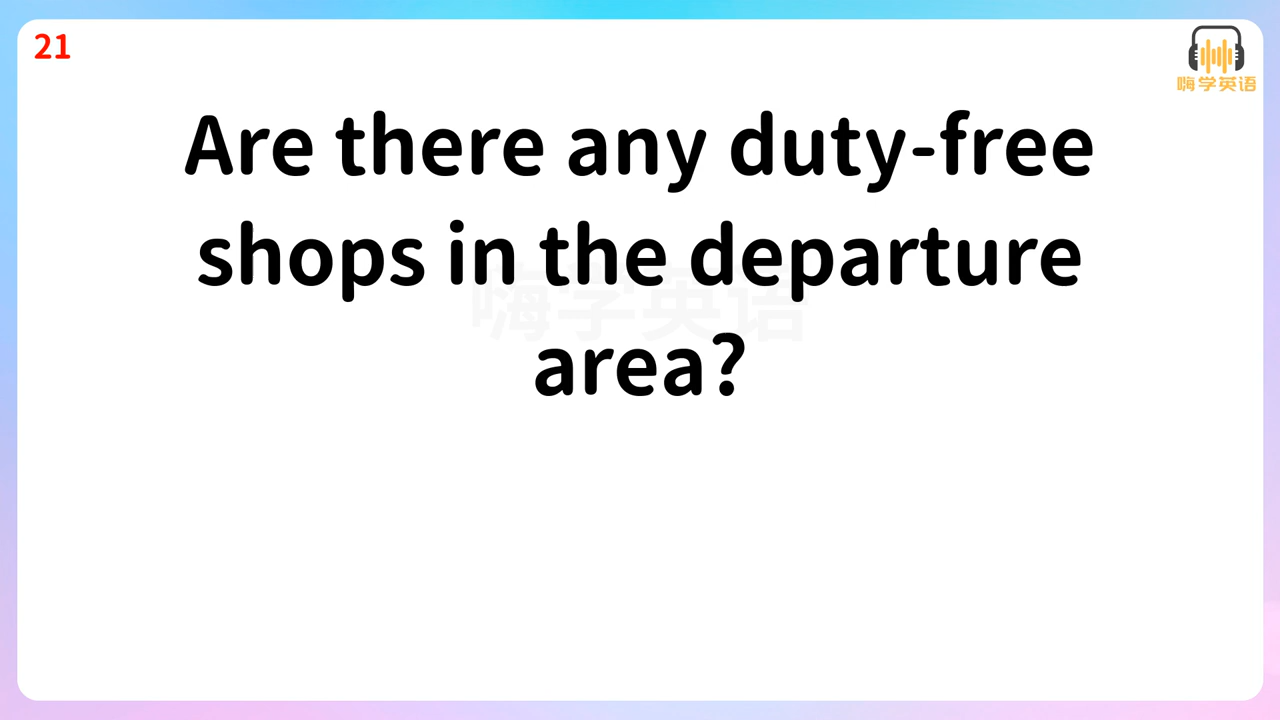 21
嗨学英语
Are there any duty-free
shops in the departure
嗨学英语
area?